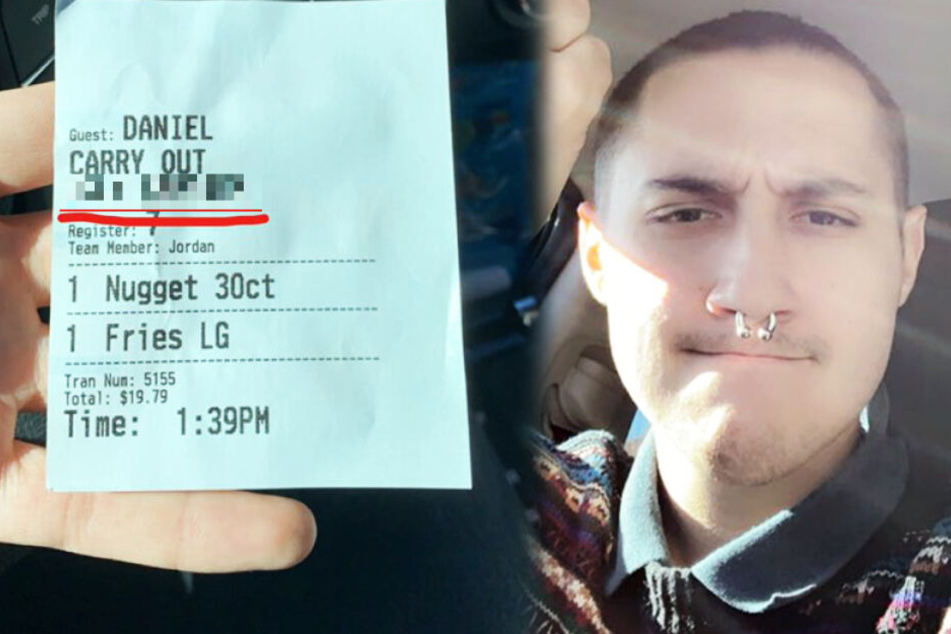 Guest: DANIEL
CARRY OUT
Register: 7
Team Member: Jordan
1 Nugget 30ct
1 Fries LG
Tran Num: 5155
Total: $19.79
Time: 1:39PM